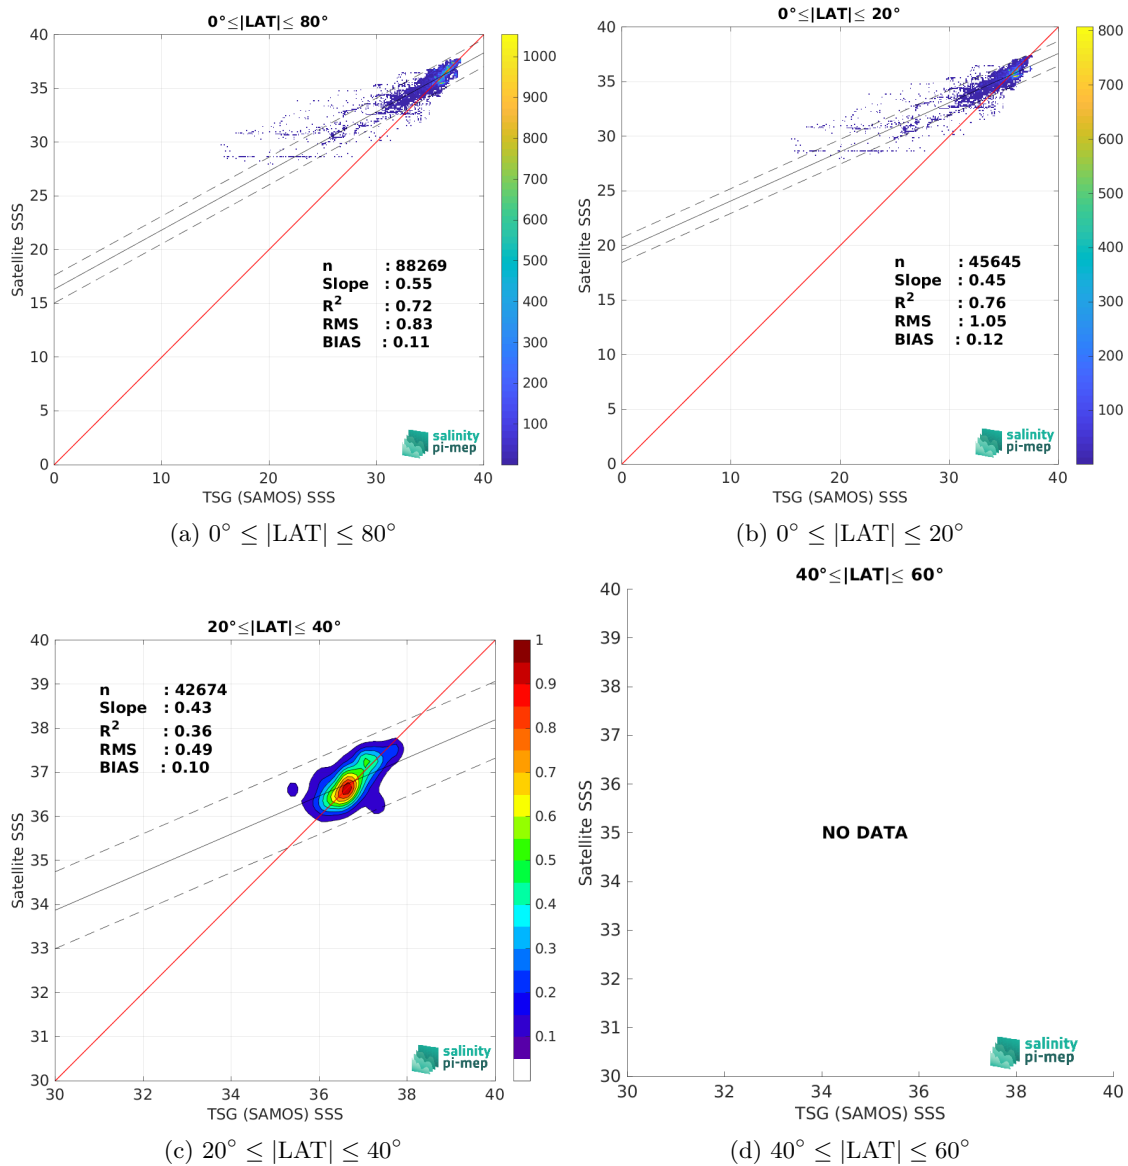 0°≤|LAT|≤ 80°
40
35
30
25
20
15
10
5
0
0
10
20
30
40
Satellite SSS
TSG (SAMOS) SSS
n : 88269
Slope : 0.55
R² : 0.72
RMS : 0.83
BIAS : 0.11
1000
900
800
700
600
500
400
300
200
100
salinity
pi-mep
(a) 0° ≤ |LAT| ≤ 80°
0°≤|LAT|≤ 20°
40
35
30
25
20
15
10
5
0
0
10
20
30
40
Satellite SSS
TSG (SAMOS) SSS
n : 45645
Slope : 0.45
R² : 0.76
RMS : 1.05
BIAS : 0.12
800
700
600
500
400
300
200
100
salinity
pi-mep
(b) 0° ≤ |LAT| ≤ 20°
20°≤|LAT|≤ 40°
40
39
38
37
36
35
34
33
32
31
30
30
32
34
36
38
40
Satellite SSS
TSG (SAMOS) SSS
n : 42674
Slope : 0.43
R² : 0.36
RMS : 0.49
BIAS : 0.10
1
0.9
0.8
0.7
0.6
0.5
0.4
0.3
0.2
0.1
salinity
pi-mep
(c) 20° ≤ |LAT| ≤ 40°
40°≤|LAT|≤ 60°
40
39
38
37
36
35
34
33
32
31
30
30
32
34
36
38
40
Satellite SSS
TSG (SAMOS) SSS
NO DATA
salinity
pi-mep
(d) 40° ≤ |LAT| ≤ 60°